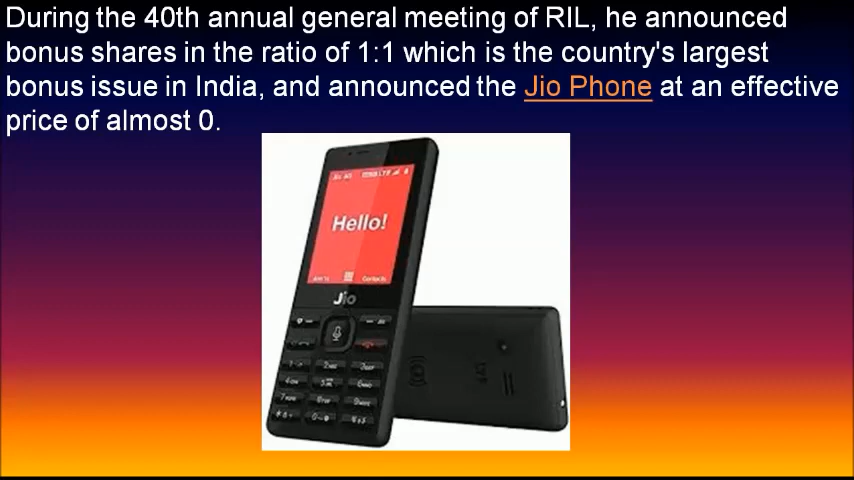 During the 40th annual general meeting of RIL, he announced
bonus shares in the ratio of 1:1 which is the country's largest
bonus issue in India, and announced the Jio Phone at an effective
price of almost 0.
Hello!
Contacts
Jio